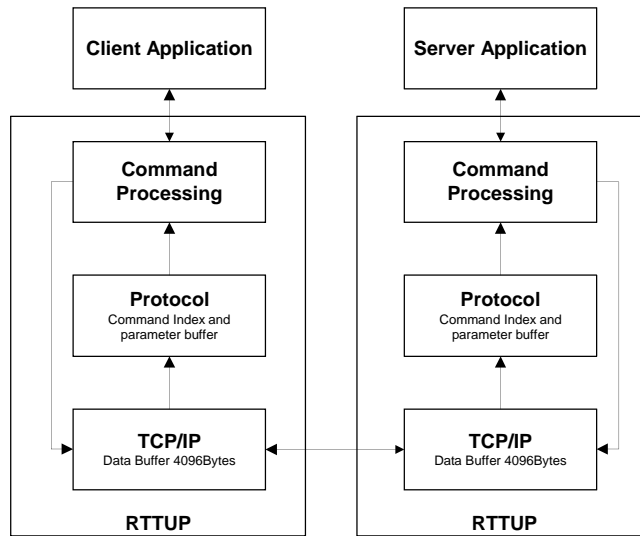 Client Application
Server Application
Command
Processing
Command
Processing
Protocol
Command Index and
parameter buffer
Protocol
Command Index and
parameter buffer
TCP/IP
Data Buffer 4096Bytes
TCP/IP
Data Buffer 4096Bytes
RTTUP
RTTUP